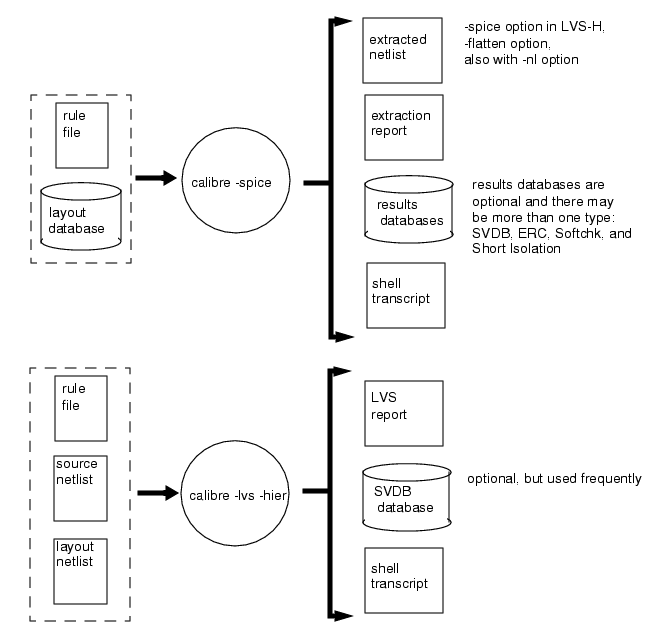 rule
file
layout
database
calibre -spice
extracted
netlist
-spice option in LVS-H,
-flatten option,
also with -nl option
extraction
report
results
databases
results databases are
optional and there may
be more than one type:
SVDB, ERC, Softchk, and
Short Isolation
shell
transcript
rule
file
source
netlist
layout
netlist
calibre -lvs -hier
LVS
report
SVDB
database
optional, but used frequently
shell
transcript